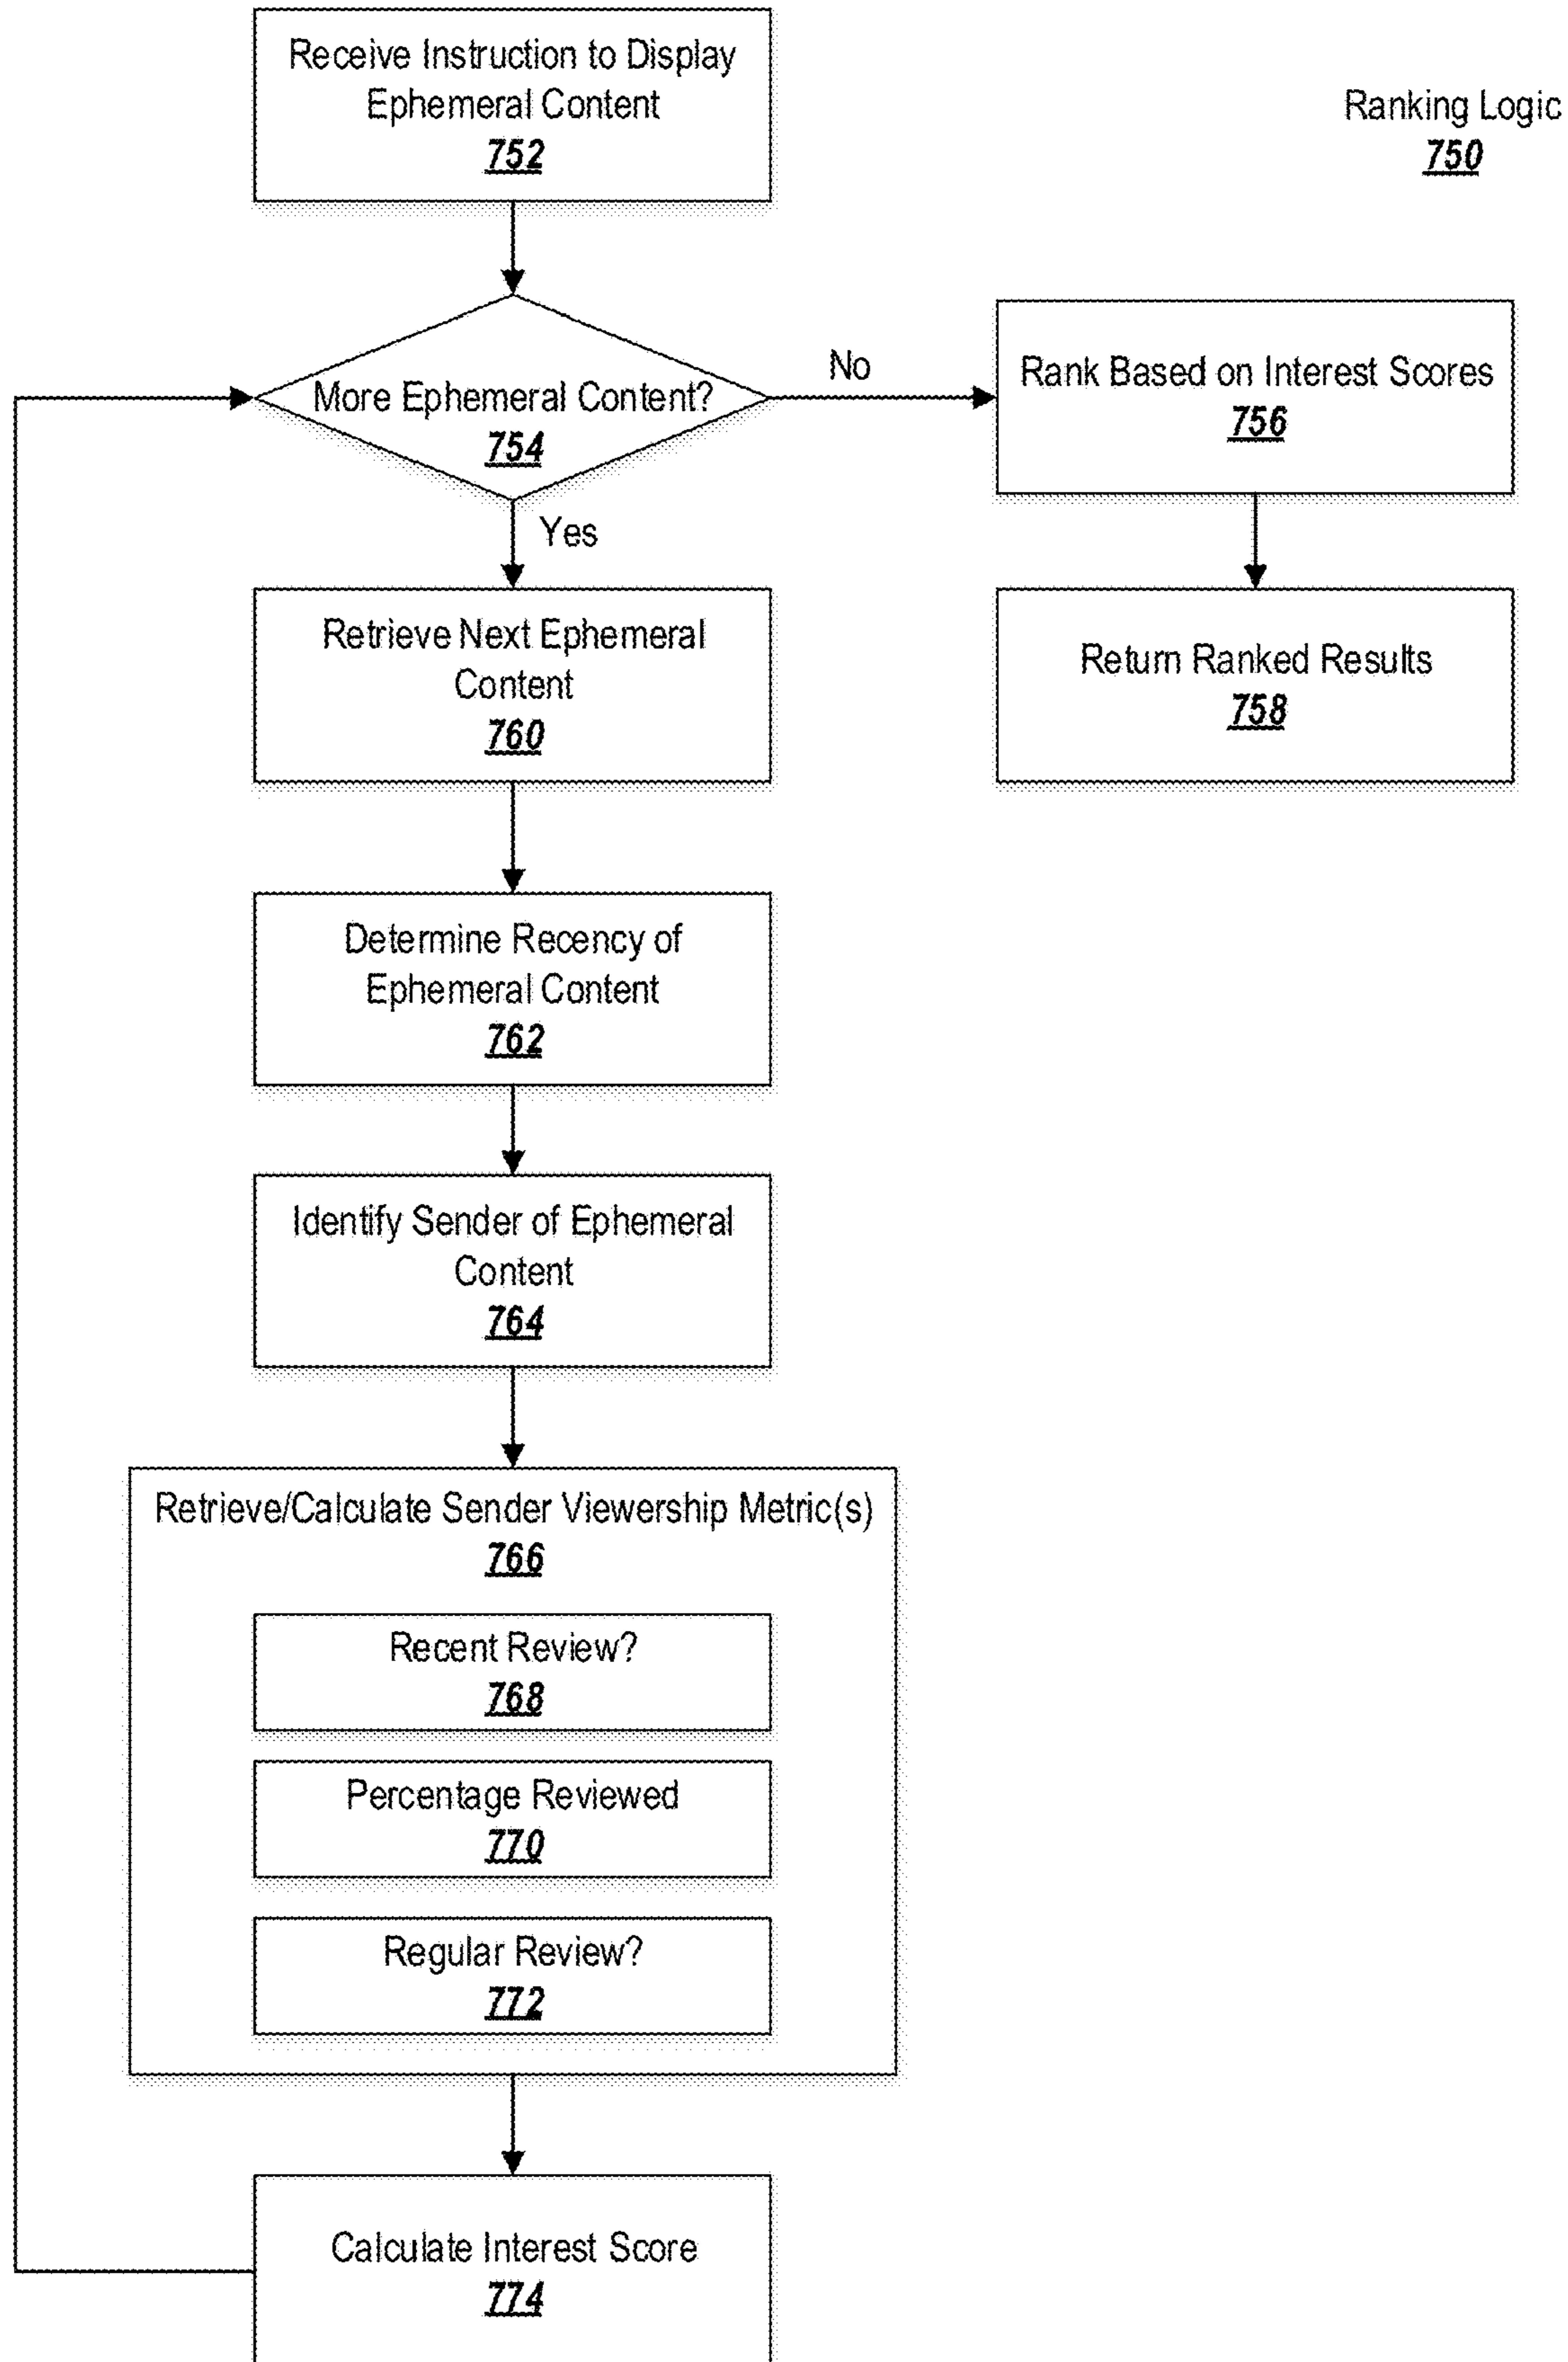 Receive Instruction to Display
Ephemeral Content
752
Ranking Logic
750
More Ephemeral Content?
754
No
Rank Based on Interest Scores
756
Yes
Retrieve Next Ephemeral
Content
760
Return Ranked Results
758
Determine Recency of
Ephemeral Content
762
Identify Sender of Ephemeral
Content
764
Retrieve/Calculate Sender Viewership Metric(s)
766
Recent Review?
768
Percentage Reviewed
770
Regular Review?
772
Calculate Interest Score
774